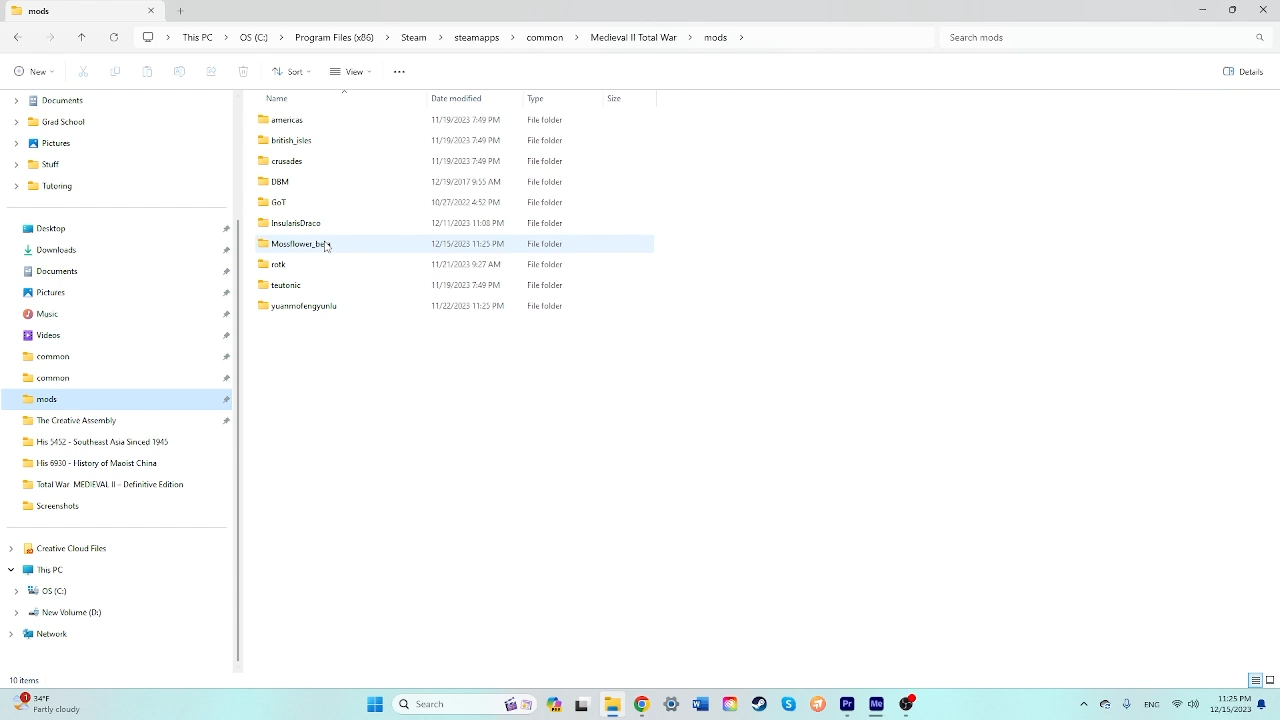 mods
This PC > OS (C:) > Program Files (x86) > Steam > steamapps > common > Medieval II Total War > mods >
Search mods
New
Sort
View
Details
Documents
Grad School
Pictures
Stuff
Tutoring
Desktop
Downloads
Documents
Pictures
Music
Videos
common
common
mods
The Creative Assembly
His 5452 - Southeast Asia Sinced 1945
His 6930 - History of Maoist China
Total War MEDIEVAL II – Definitive Edition
Screenshots
Creative Cloud Files
This PC
OS (C:)
New Volume (D:)
Network
Name Date modified Type Size
americas 11/19/2023 7:49 PM File folder
british_isles 11/19/2023 7:49 PM File folder
crusades 11/19/2023 7:49 PM File folder
DBM 12/19/2017 9:55 AM File folder
GoT 10/27/2022 4:52 PM File folder
InsularisDraco 12/11/2023 11:08 PM File folder
12/15/2023 11:25 PM File folder
rotk 11/21/2023 9:27 AM File folder
teutonic 11/19/2023 7:49 PM File folder
yuanmofengyunlu 11/22/2023 11:25 PM File folder
10 items
1
34°F
Partly cloudy
Search
W
Pr
Me
ENG
11:25 PM
12/15/2023